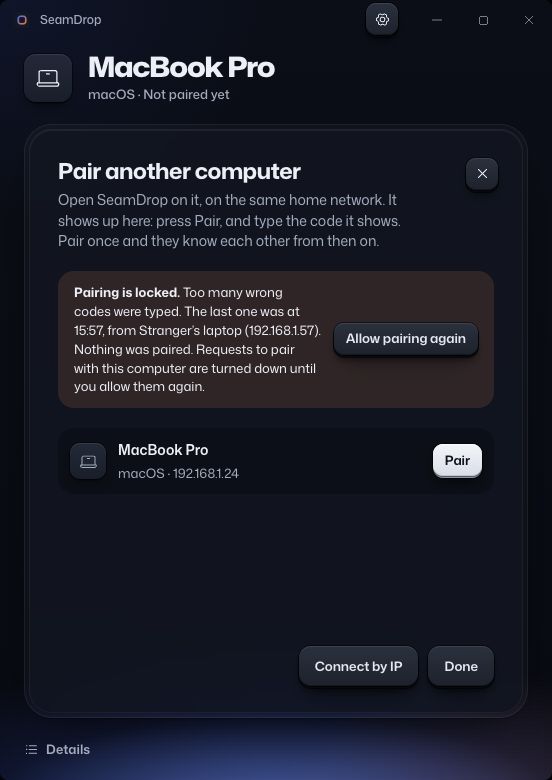 SeamDrop
MacBook Pro
macOS · Not paired yet
Pair another computer
Open SeamDrop on it, on the same home network. It
shows up here: press Pair, and type the code it shows.
Pair once and they know each other from then on.
Pairing is locked. Too many wrong
codes were typed. The last one was at
15:57, from Stranger's laptop (192.168.1.57).
Nothing was paired. Requests to pair
with this computer are turned down until
you allow them again.
Allow pairing again
MacBook Pro
macOS · 192.168.1.24
Pair
Connect by IP
Done
Details